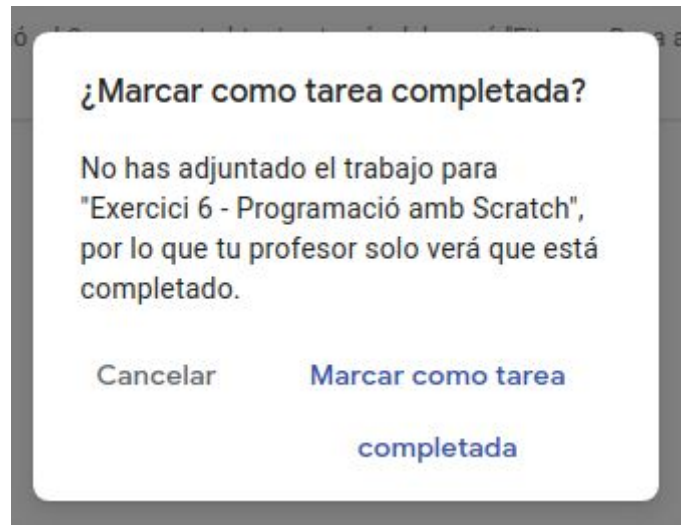 ¿Marcar como tarea completada?
No has adjuntado el trabajo para
"Exercici 6 - Programació amb Scratch",
por lo que tu profesor solo verá que está
completado.
Cancelar
Marcar como tarea
completada